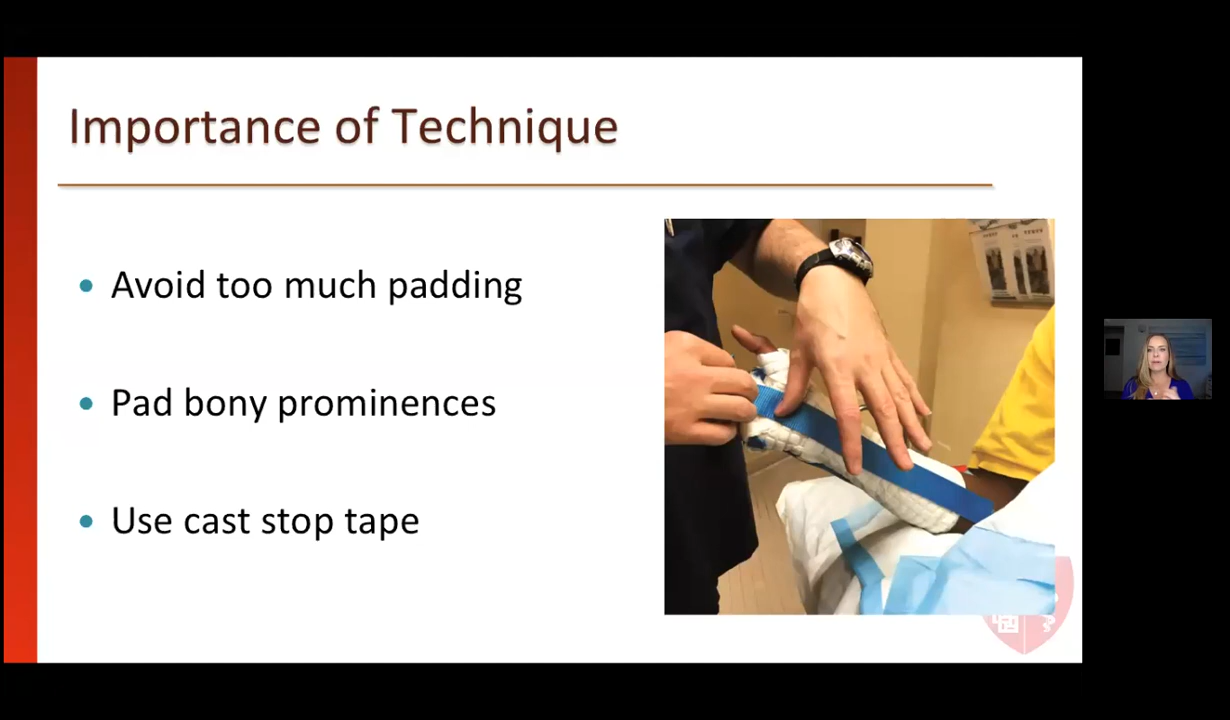 Importance of Technique
Avoid too much padding
Pad bony prominences
Use cast stop tape